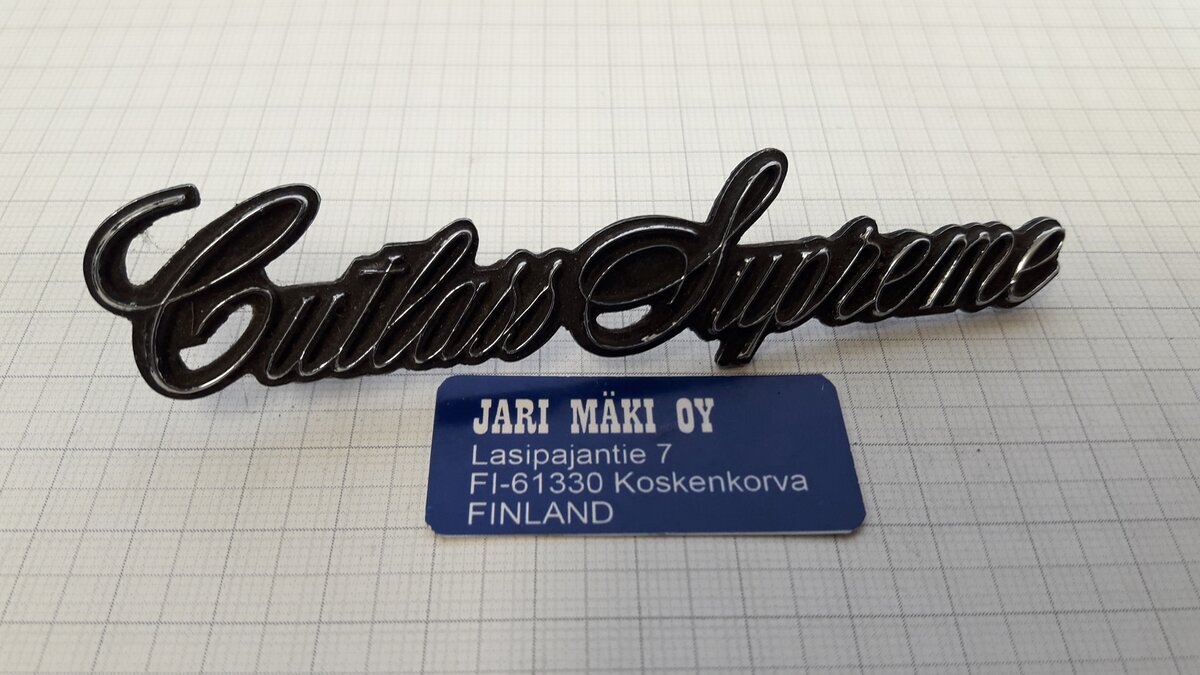 Cutlass Supreme
JARI MÄKI OY
Lasipajantie 7
FI-61330 Koskenkorva
FINLAND